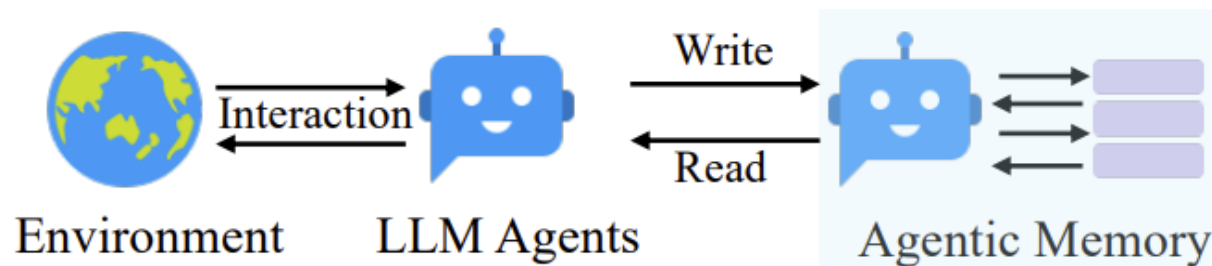 Interaction
Write
Read
Environment
LLM Agents
Agentic Memory